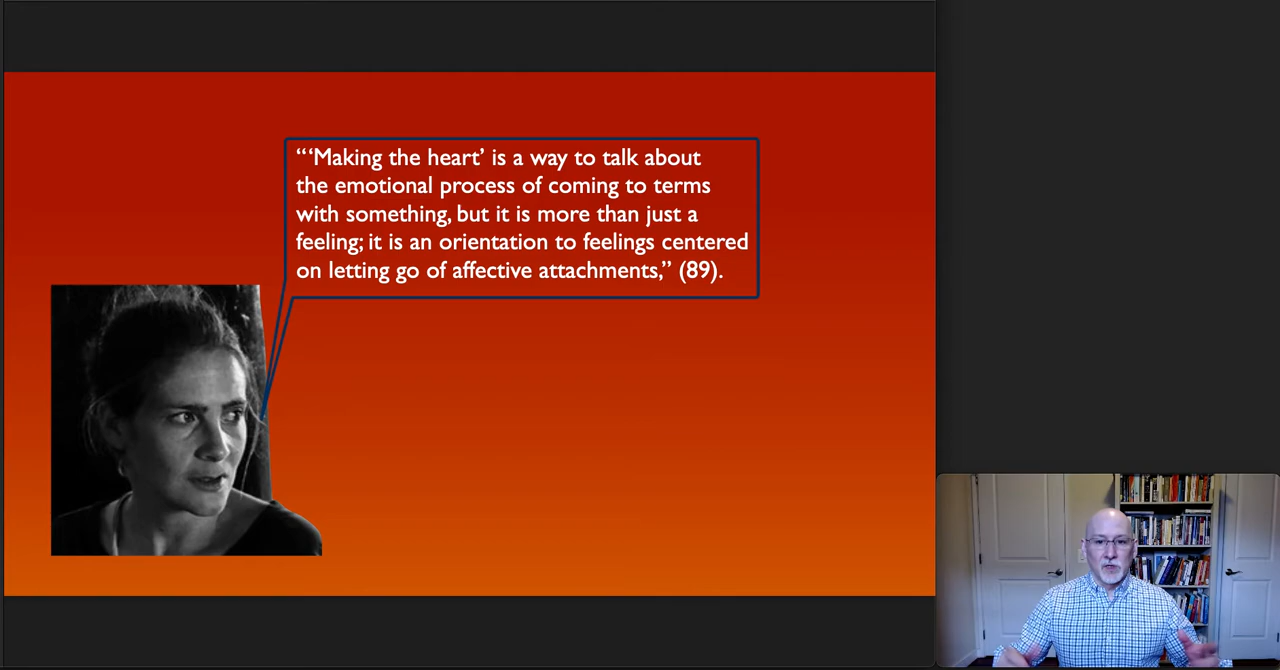 “‘Making the heart’ is a way to talk about
the emotional process of coming to terms
with something, but it is more than just a
feeling; it is an orientation to feelings centered
on letting go of affective attachments,” (89).